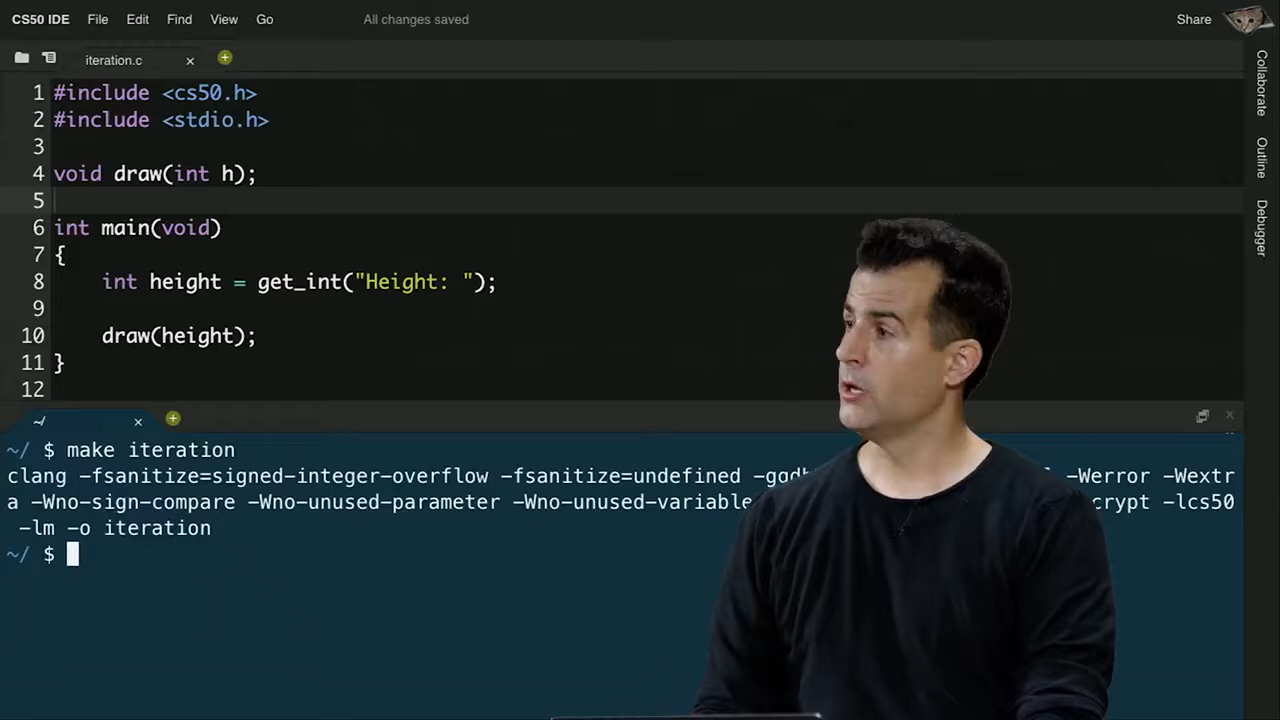 CS50 IDE File Edit Find View Go All changes saved Share
iteration.c x
Collaborate
Outline
Debugger
1 #include <cs50.h>
2 #include <stdio.h>
3
4 void draw(int h);
5
6 int main(void)
7 {
8 int height = get_int("Height: ");
9
10 draw(height);
11 }
12
~/ x
~/ $ make iteration
clang -fsanitize=signed-integer-overflow -fsanitize=undefined -Werror -Wextr
a -Wno-sign-compare -Wno-unused-parameter -Wno-unused-variable -lcs50
-lm -o iteration
~/ $